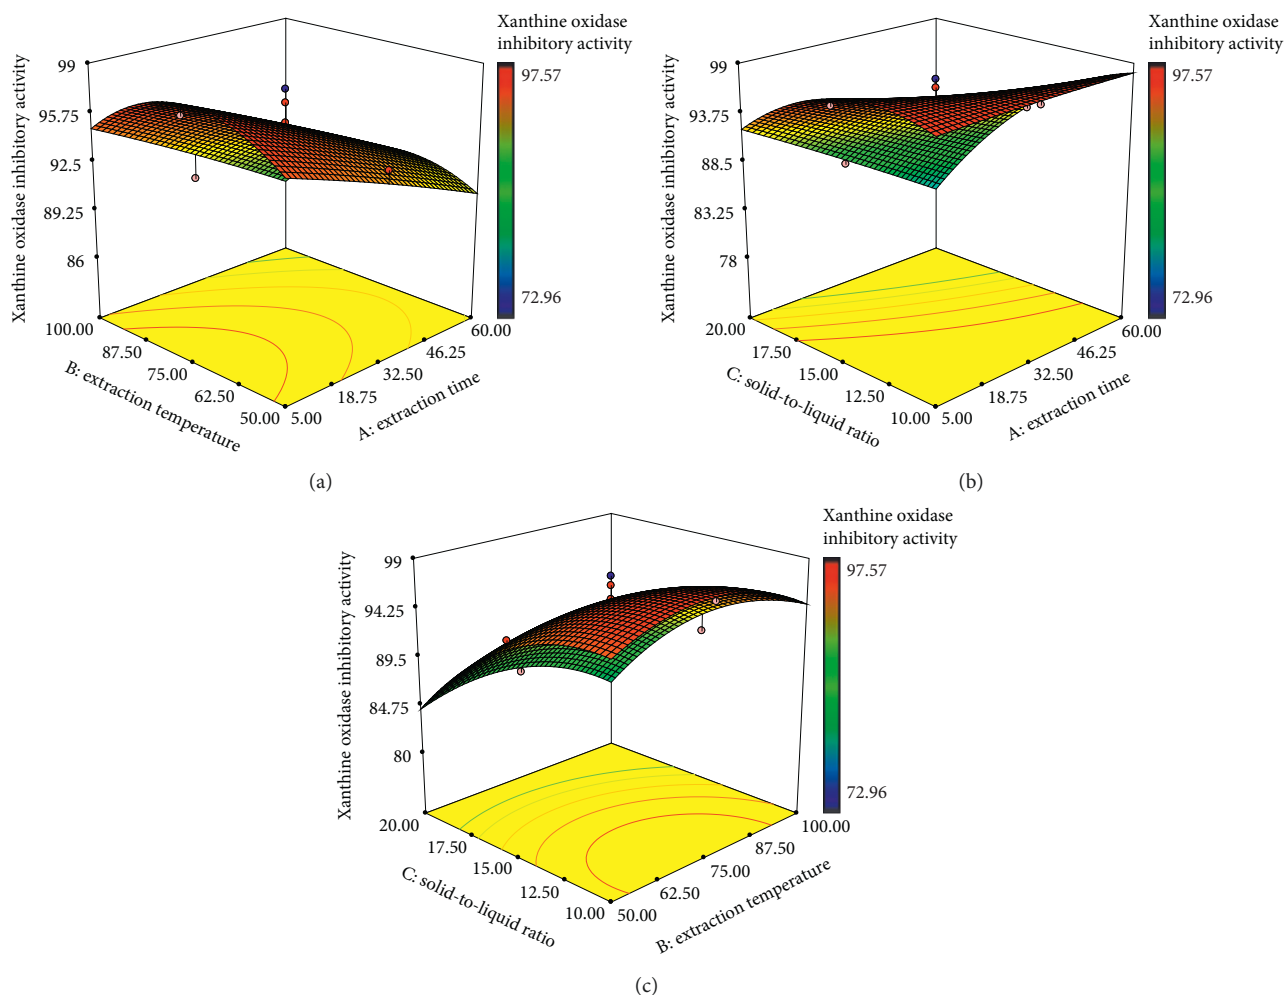 Xanthine oxidase
inhibitory activity
97.57
72.96
Xanthine oxidase inhibitory activity
99
95.75
92.5
89.25
86
100.00
87.50
75.00
62.50
50.00
B: extraction temperature
5.00
18.75
32.50
46.25
60.00
A: extraction time
(a)
Xanthine oxidase
inhibitory activity
97.57
72.96
Xanthine oxidase inhibitory activity
99
93.75
88.5
83.25
78
20.00
17.50
15.00
12.50
10.00
C: solid-to-liquid ratio
5.00
18.75
32.50
46.25
60.00
A: extraction time
(b)
Xanthine oxidase
inhibitory activity
97.57
72.96
Xanthine oxidase inhibitory activity
99
94.25
89.5
84.75
80
20.00
17.50
15.00
12.50
10.00
C: solid-to-liquid ratio
50.00
62.50
75.00
87.50
100.00
B: extraction temperature
(c)